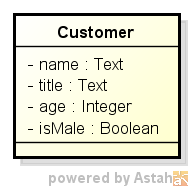 Customer
- name : Text
- title : Text
- age : Integer
- isMale : Boolean
powered by Astah